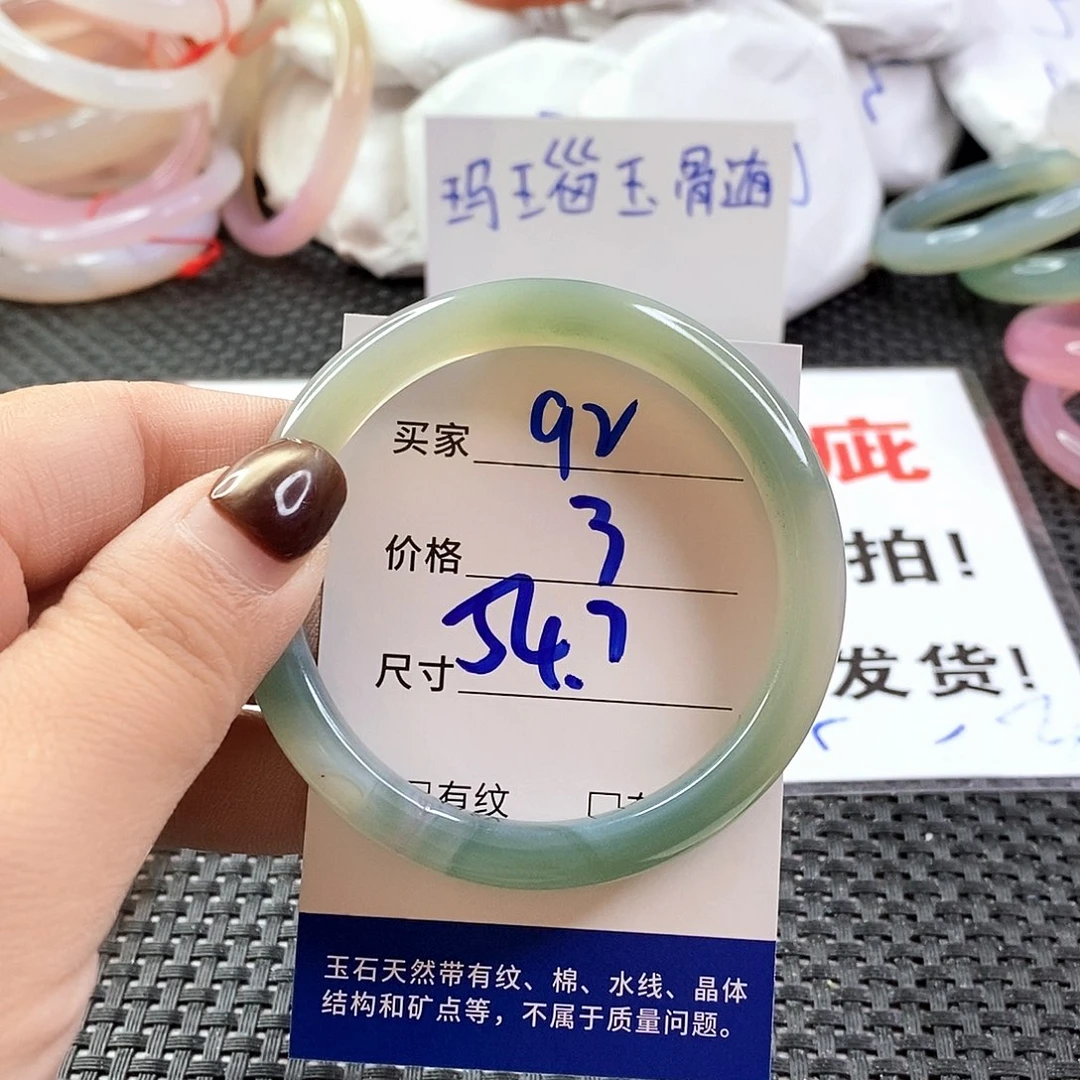 玛瑙玉骨髓
买家 92
价格 3
尺寸 54.7
疵
拍!
发货!
有纹 □
玉石天然带有纹、棉、水线、晶体
结构和矿点等，不属于质量问题。